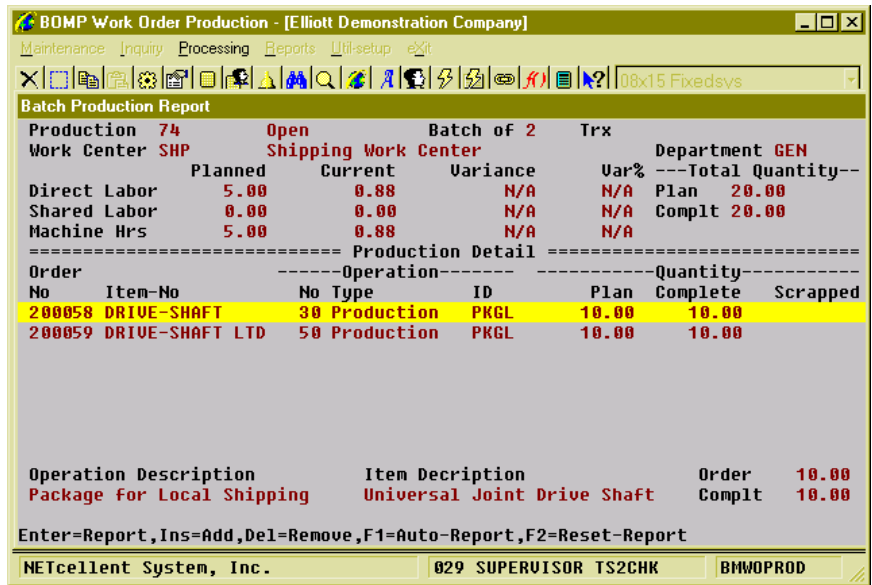 BOMP Work Order Production - [Elliott Demonstration Company]
Maintenance Inquiry Processing Reports Util-setup eXit
08x15 Fixedsys
Batch Production Report
Production 74 Open Batch of 2 Trx
Work Center SHP Shipping Work Center Department GEN
Planned Current Variance Var% ---Total Quantity--
Direct Labor 5.00 0.88 N/A N/A Plan 20.00
Shared Labor 0.00 0.00 N/A N/A Complt 20.00
Machine Hrs 5.00 0.88 N/A N/A
============================== Production Detail ==============================
Order ------Operation------- -----------Quantity-----------
No Item-No No Type ID Plan Complete Scrapped
200058 DRIVE-SHAFT 30 Production PKGL 10.00 10.00
200059 DRIVE-SHAFT LTD 50 Production PKGL 10.00 10.00
Operation Description Item Decription Order 10.00
Package for Local Shipping Universal Joint Drive Shaft Complt 10.00
Enter=Report,Ins=Add,Del=Remove,F1=Auto-Report,F2=Reset-Report
NETcellent System, Inc. 029 SUPERVISOR TS2CHK BMWOPROD